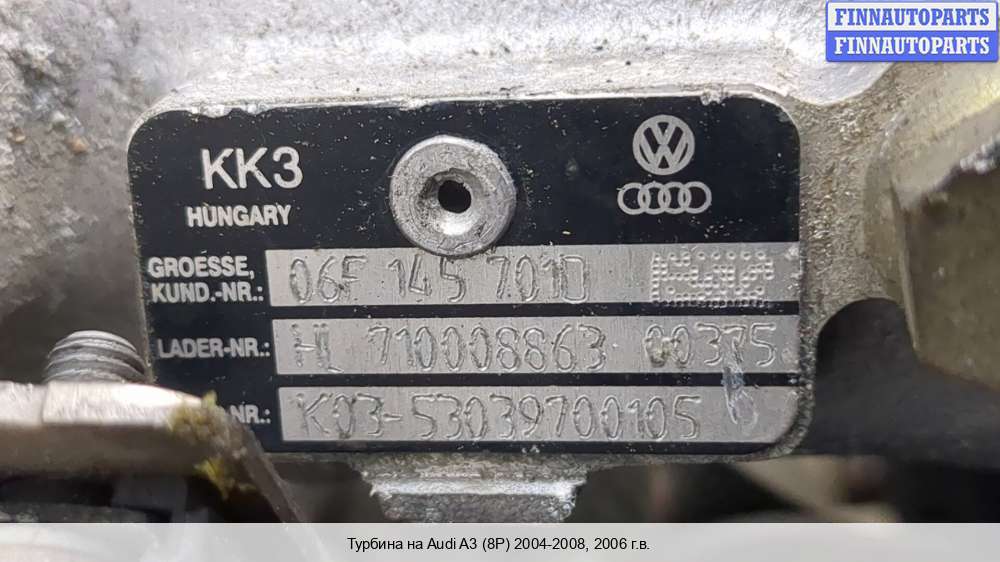 FINNAUTOPARTS
FINNAUTOPARTS
KK3
HUNGARY
GROESSE,
KUND.-NR.: 06F 145 701D
LADER-NR.: HL 710008863 00375
NR.: K03-53039700105
Турбина на Audi A3 (8P) 2004-2008, 2006 г.в.